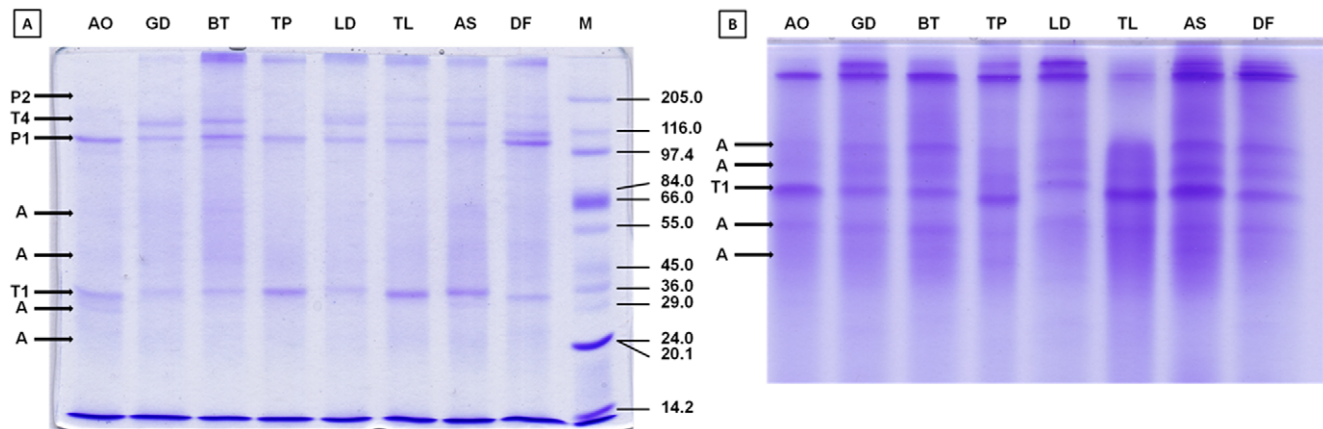 A AO GD BT TP LD TL AS DF M
P2
T4
P1
A
A
T1
A
A
205.0
116.0
97.4
84.0
66.0
55.0
45.0
36.0
29.0
24.0
20.1
14.2
B AO GD BT TP LD TL AS DF
A
A
T1
A
A